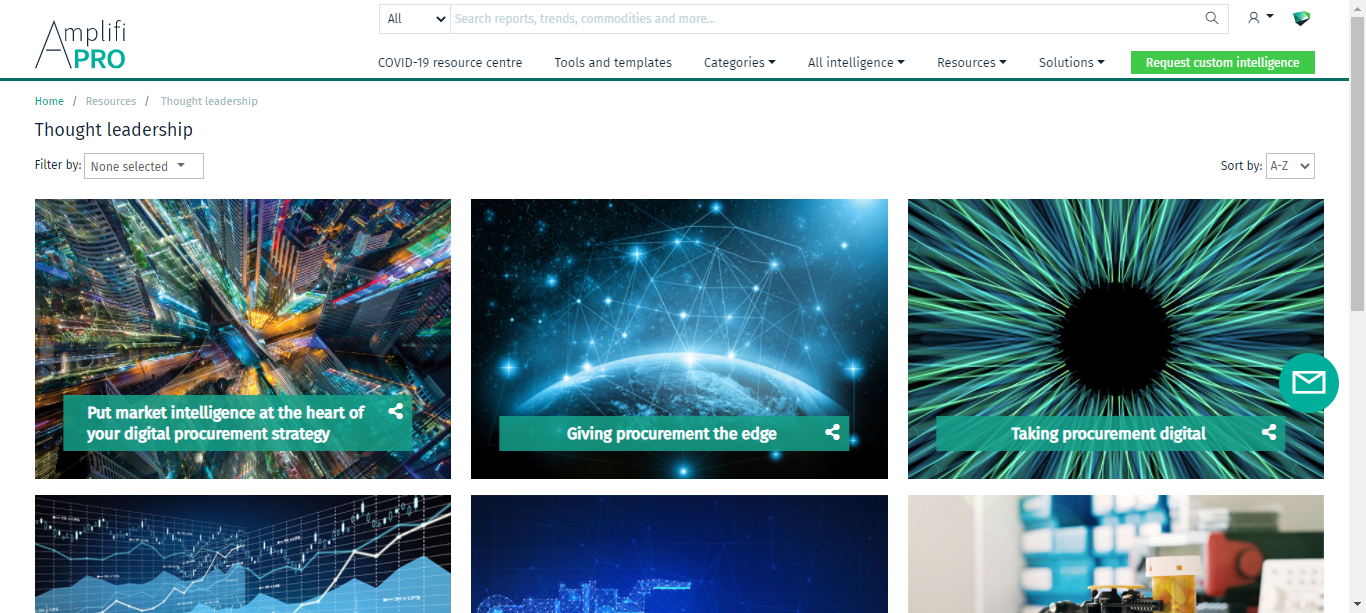 Amplifi
PRO
All
Search reports, trends, commodities and more...
COVID-19 resource centre
Tools and templates
Categories
All intelligence
Resources
Solutions
Request custom intelligence
Home / Resources / Thought leadership
Thought leadership
Filter by: None selected
Sort by: A-Z
Put market intelligence at the heart of
your digital procurement strategy
Giving procurement the edge
Taking procurement digital